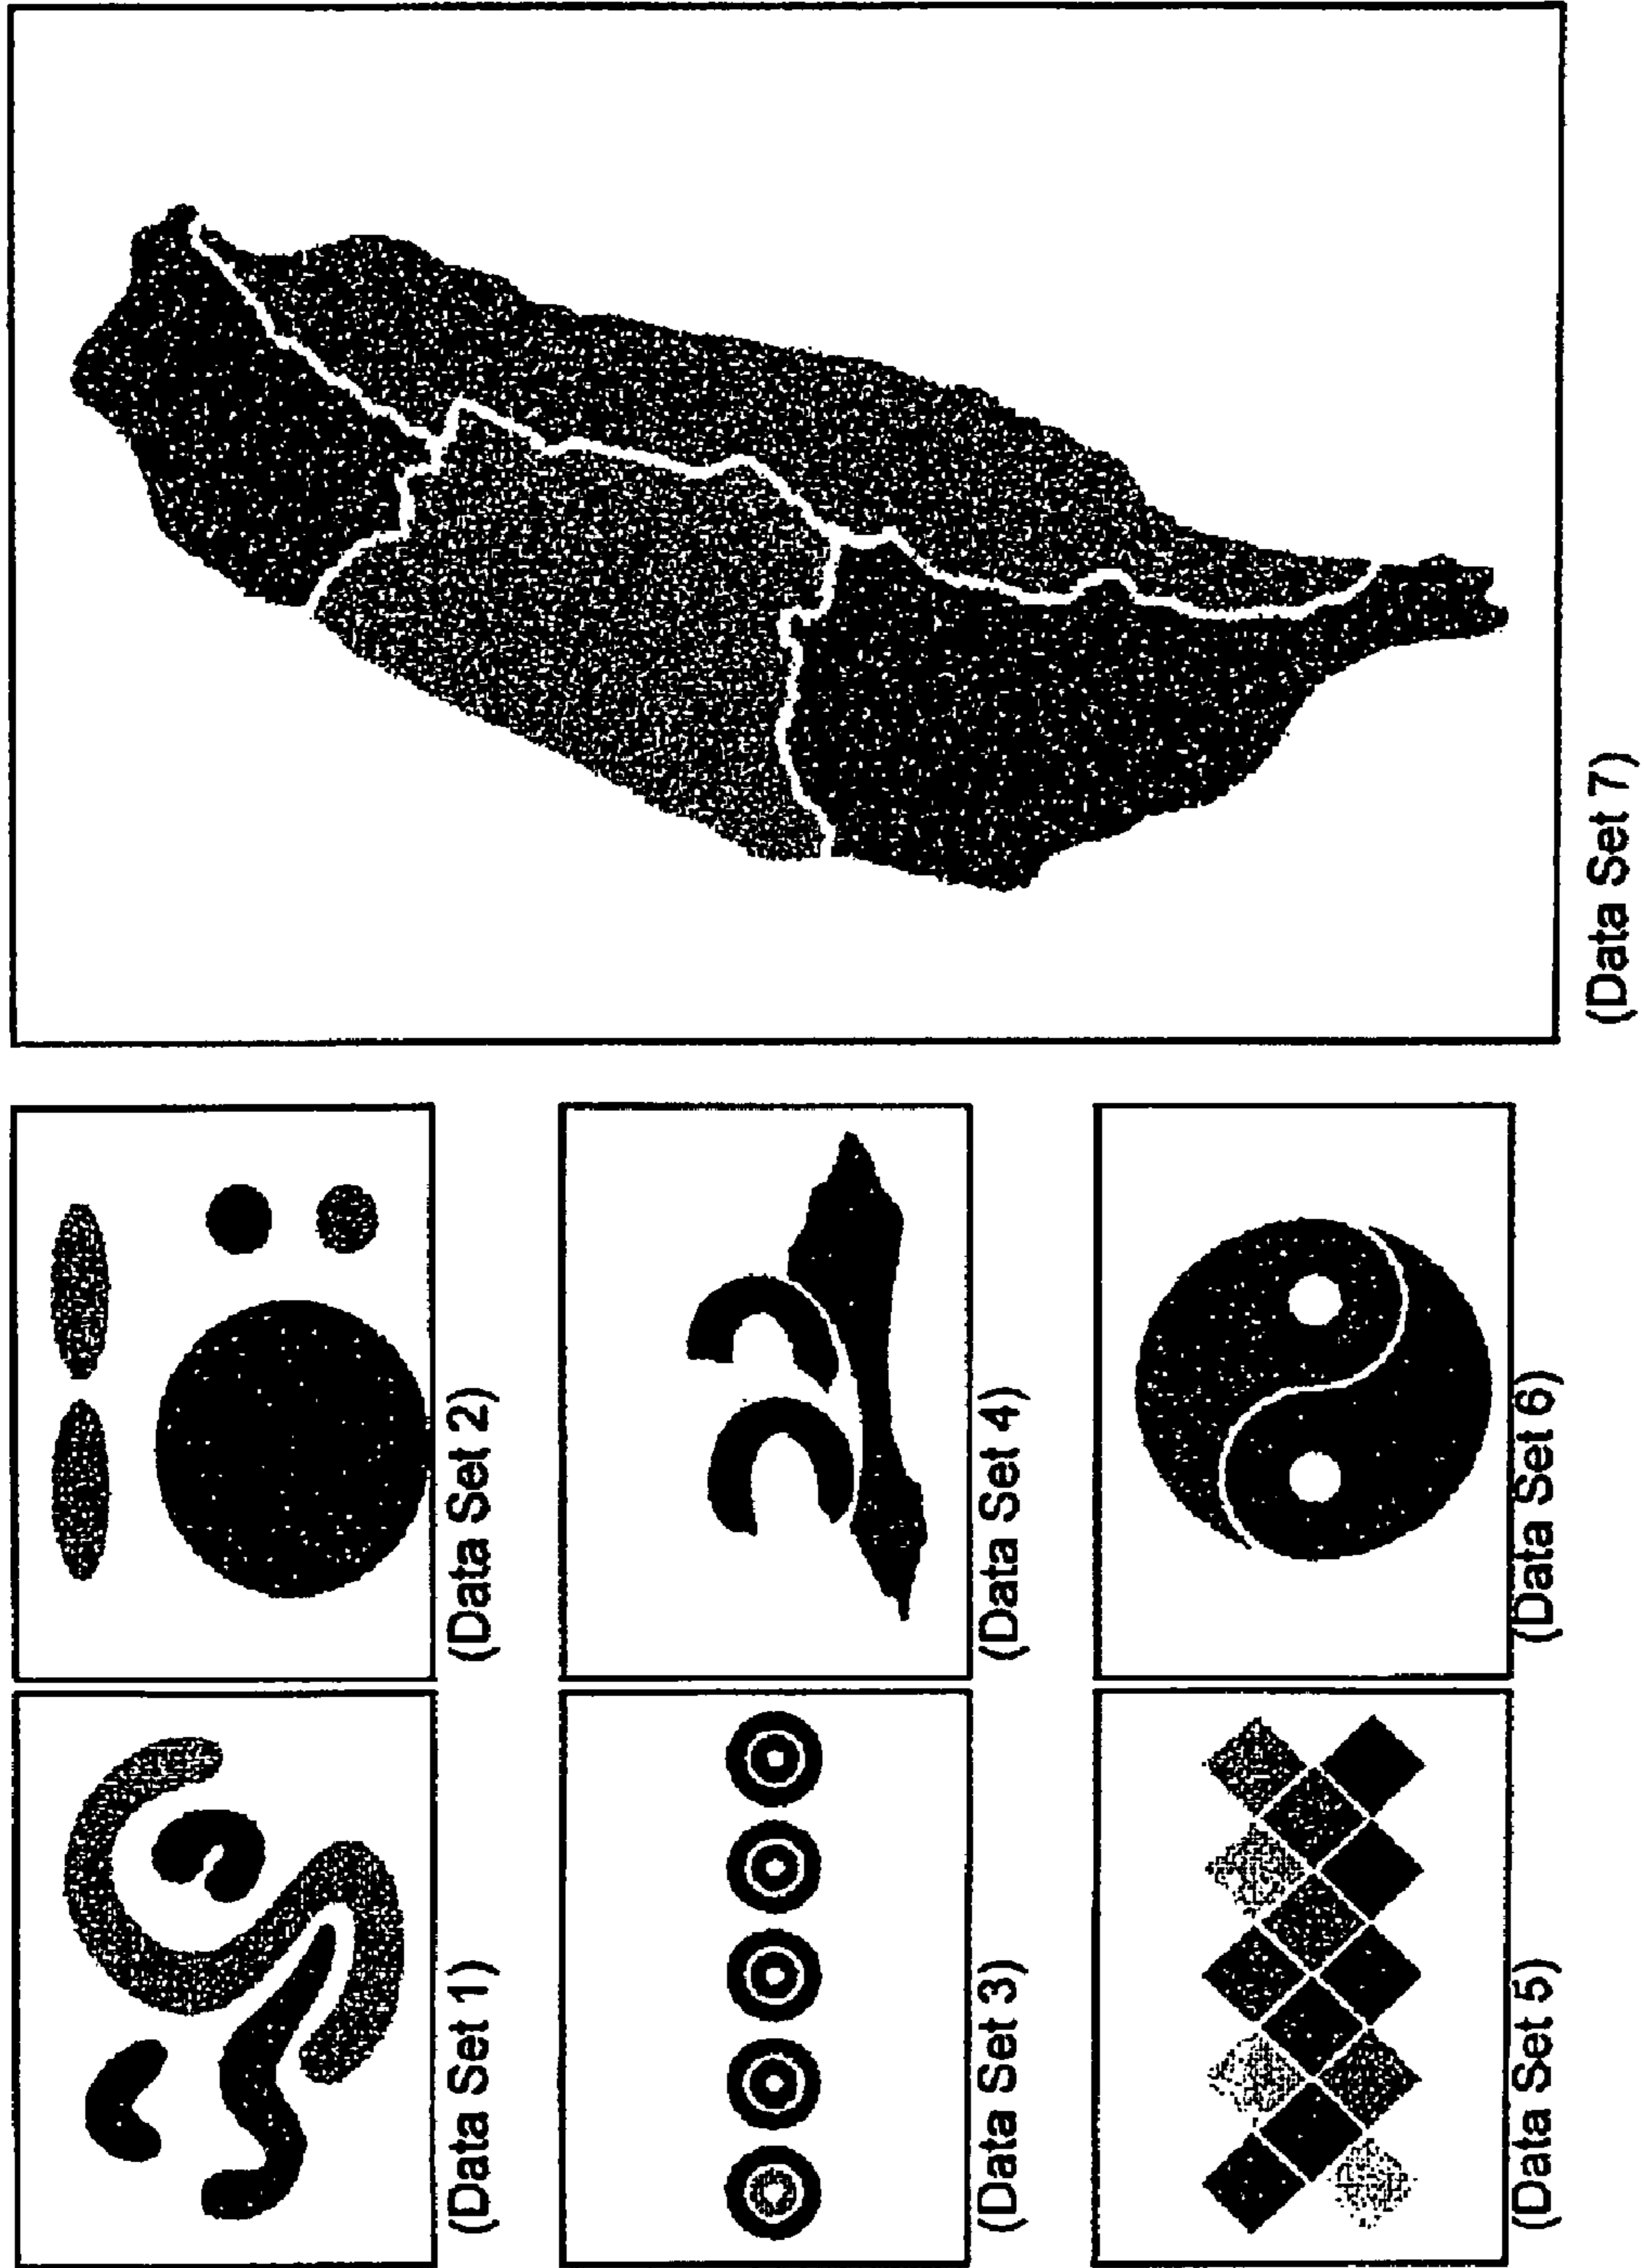 (Data Set 1)
(Data Set 2)
(Data Set 3)
(Data Set 4)
(Data Set 5)
(Data Set 6)
(Data Set 7)